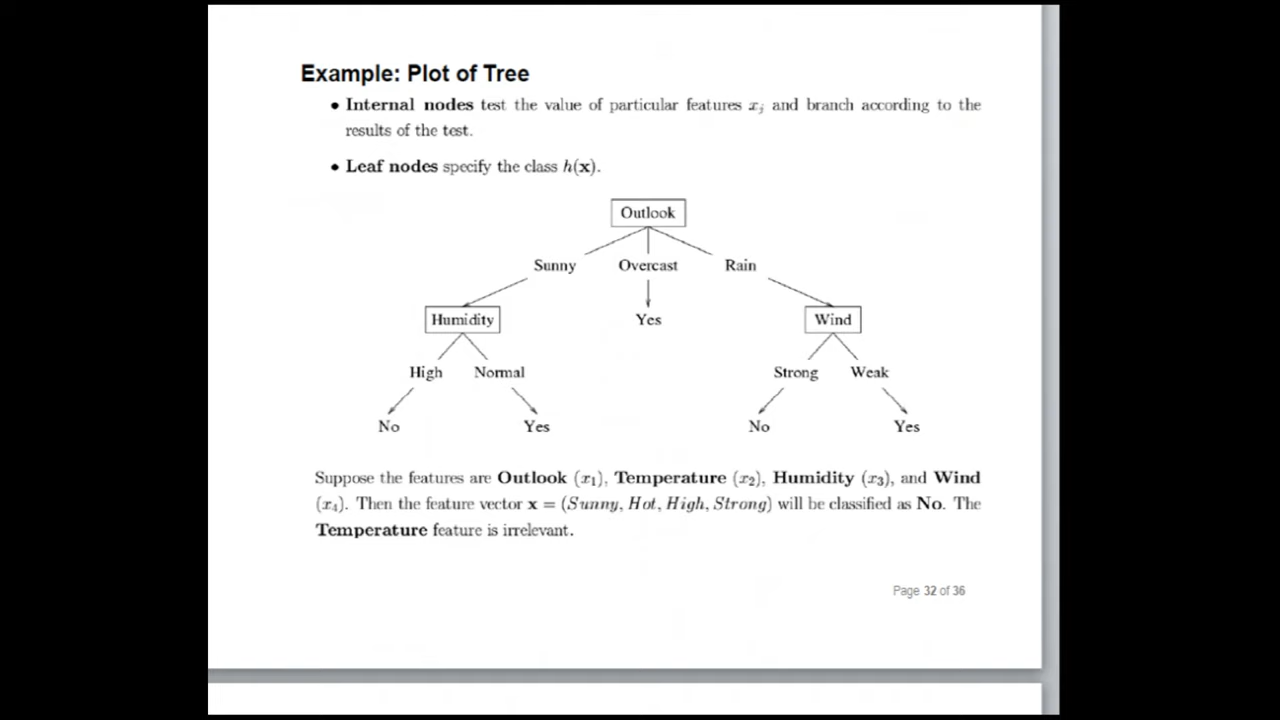 Example: Plot of Tree
• Internal nodes test the value of particular features xj and branch according to the
results of the test.
• Leaf nodes specify the class h(x).
Outlook
Sunny Overcast Rain
Humidity Yes Wind
High Normal Strong Weak
No Yes No Yes
Suppose the features are Outlook (x1), Temperature (x2), Humidity (x3), and Wind
(x4). Then the feature vector x = (Sunny, Hot, High, Strong) will be classified as No. The
Temperature feature is irrelevant.
Page 32 of 36